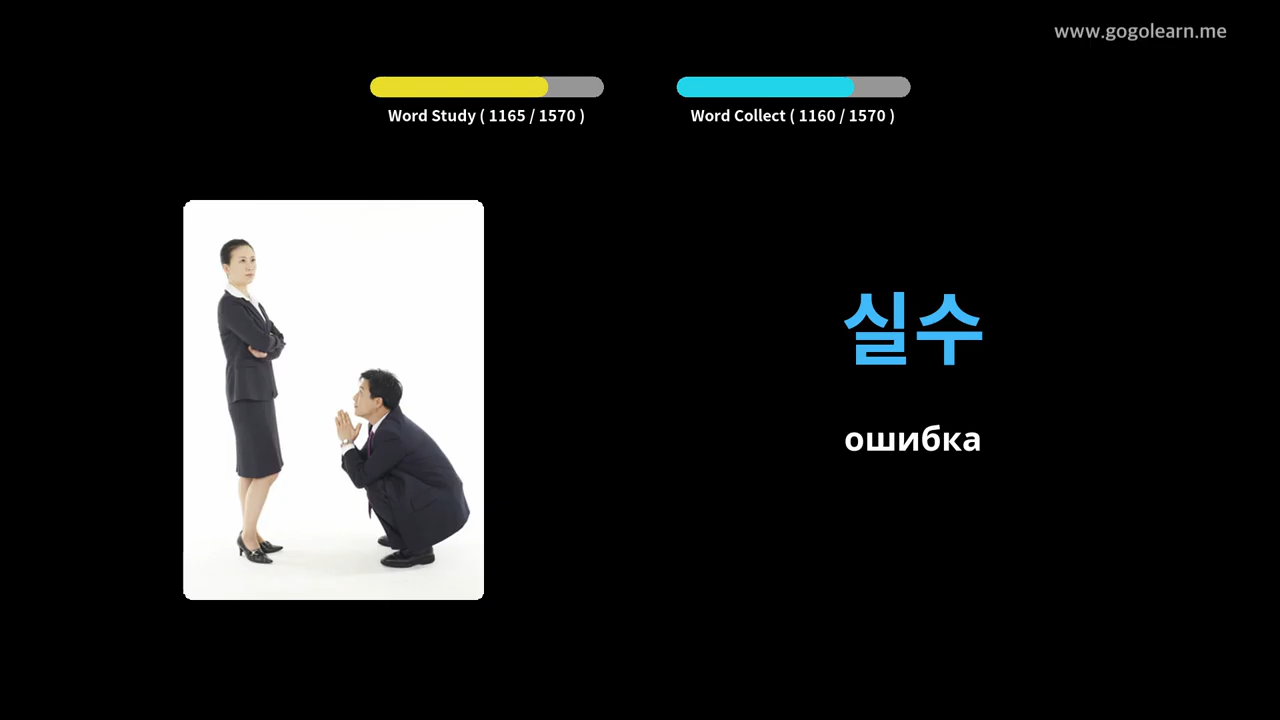 www.gogolearn.me
Word Study ( 1165 / 1570 )
Word Collect ( 1160 / 1570 )
실수
ошибка